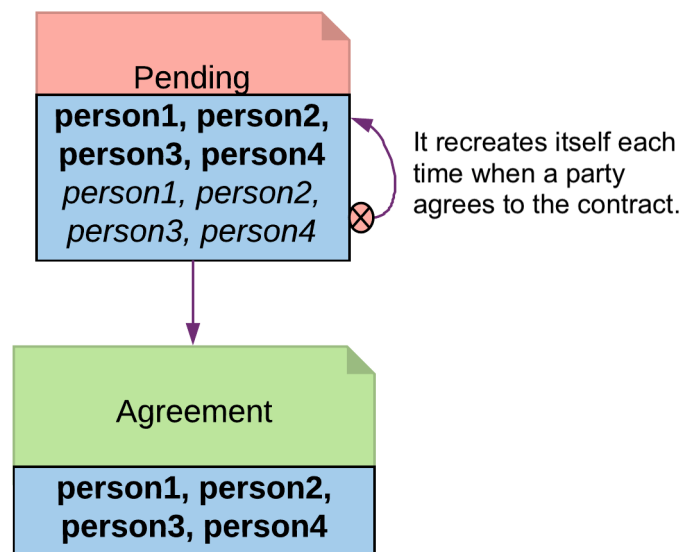 Pending
person1, person2,
person3, person4
person1, person2,
person3, person4
It recreates itself each
time when a party
agrees to the contract.
Agreement
person1, person2,
person3, person4